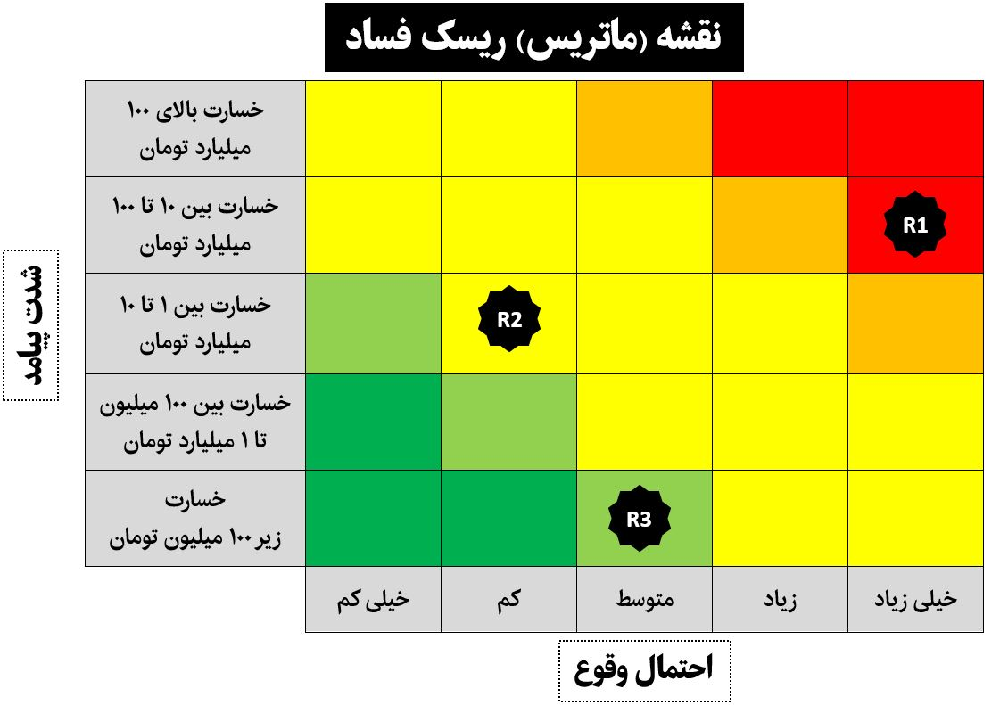 نقشه (ماتریس) ریسک فساد
خسارت بالای ۱۰۰
میلیارد تومان
خسارت بین ۱۰ تا ۱۰۰
میلیارد تومان
R1
شدت پیامد
خسارت بین ۱ تا ۱۰
میلیارد تومان
R2
خسارت بین ۱۰۰ میلیون
تا ۱ میلیارد تومان
خسارت
زیر ۱۰۰ میلیون تومان
R3
خیلی کم
کم
متوسط
زیاد
خیلی زیاد
احتمال وقوع